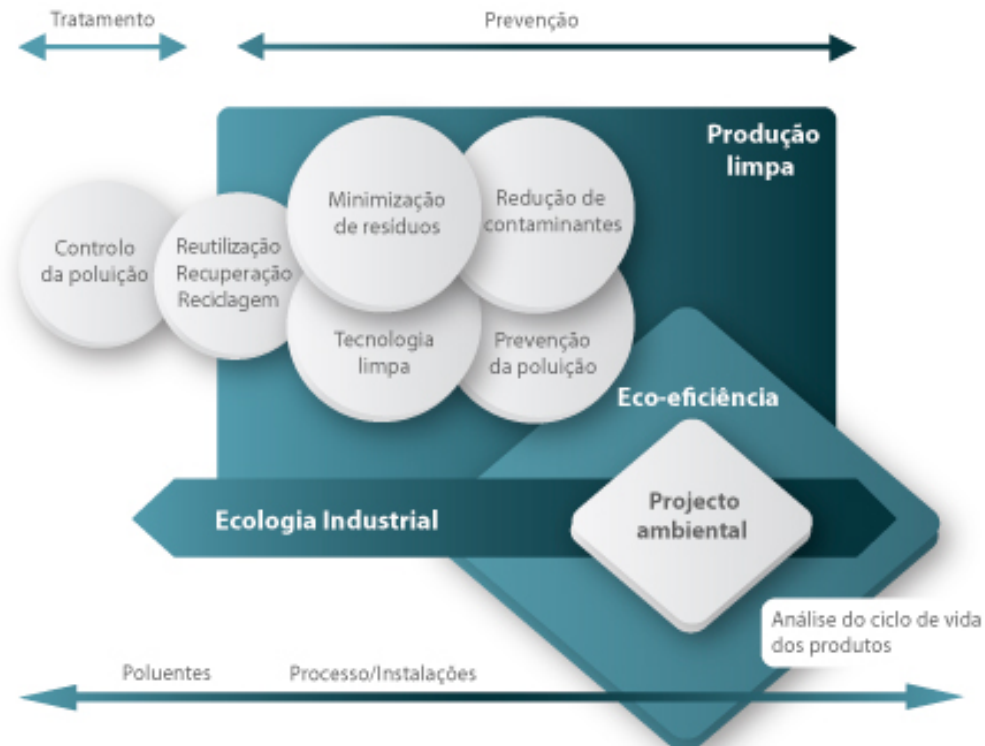 Tratamento
Prevenção
Produção
limpa
Minimização
de resíduos
Redução de
contaminantes
Controlo
da poluição
Reutilização
Recuperação
Reciclagem
Tecnologia
limpa
Prevenção
da poluição
Eco-eficiência
Projecto
ambiental
Ecologia Industrial
Análise do ciclo de vida
dos produtos
Poluentes
Processo/Instalações